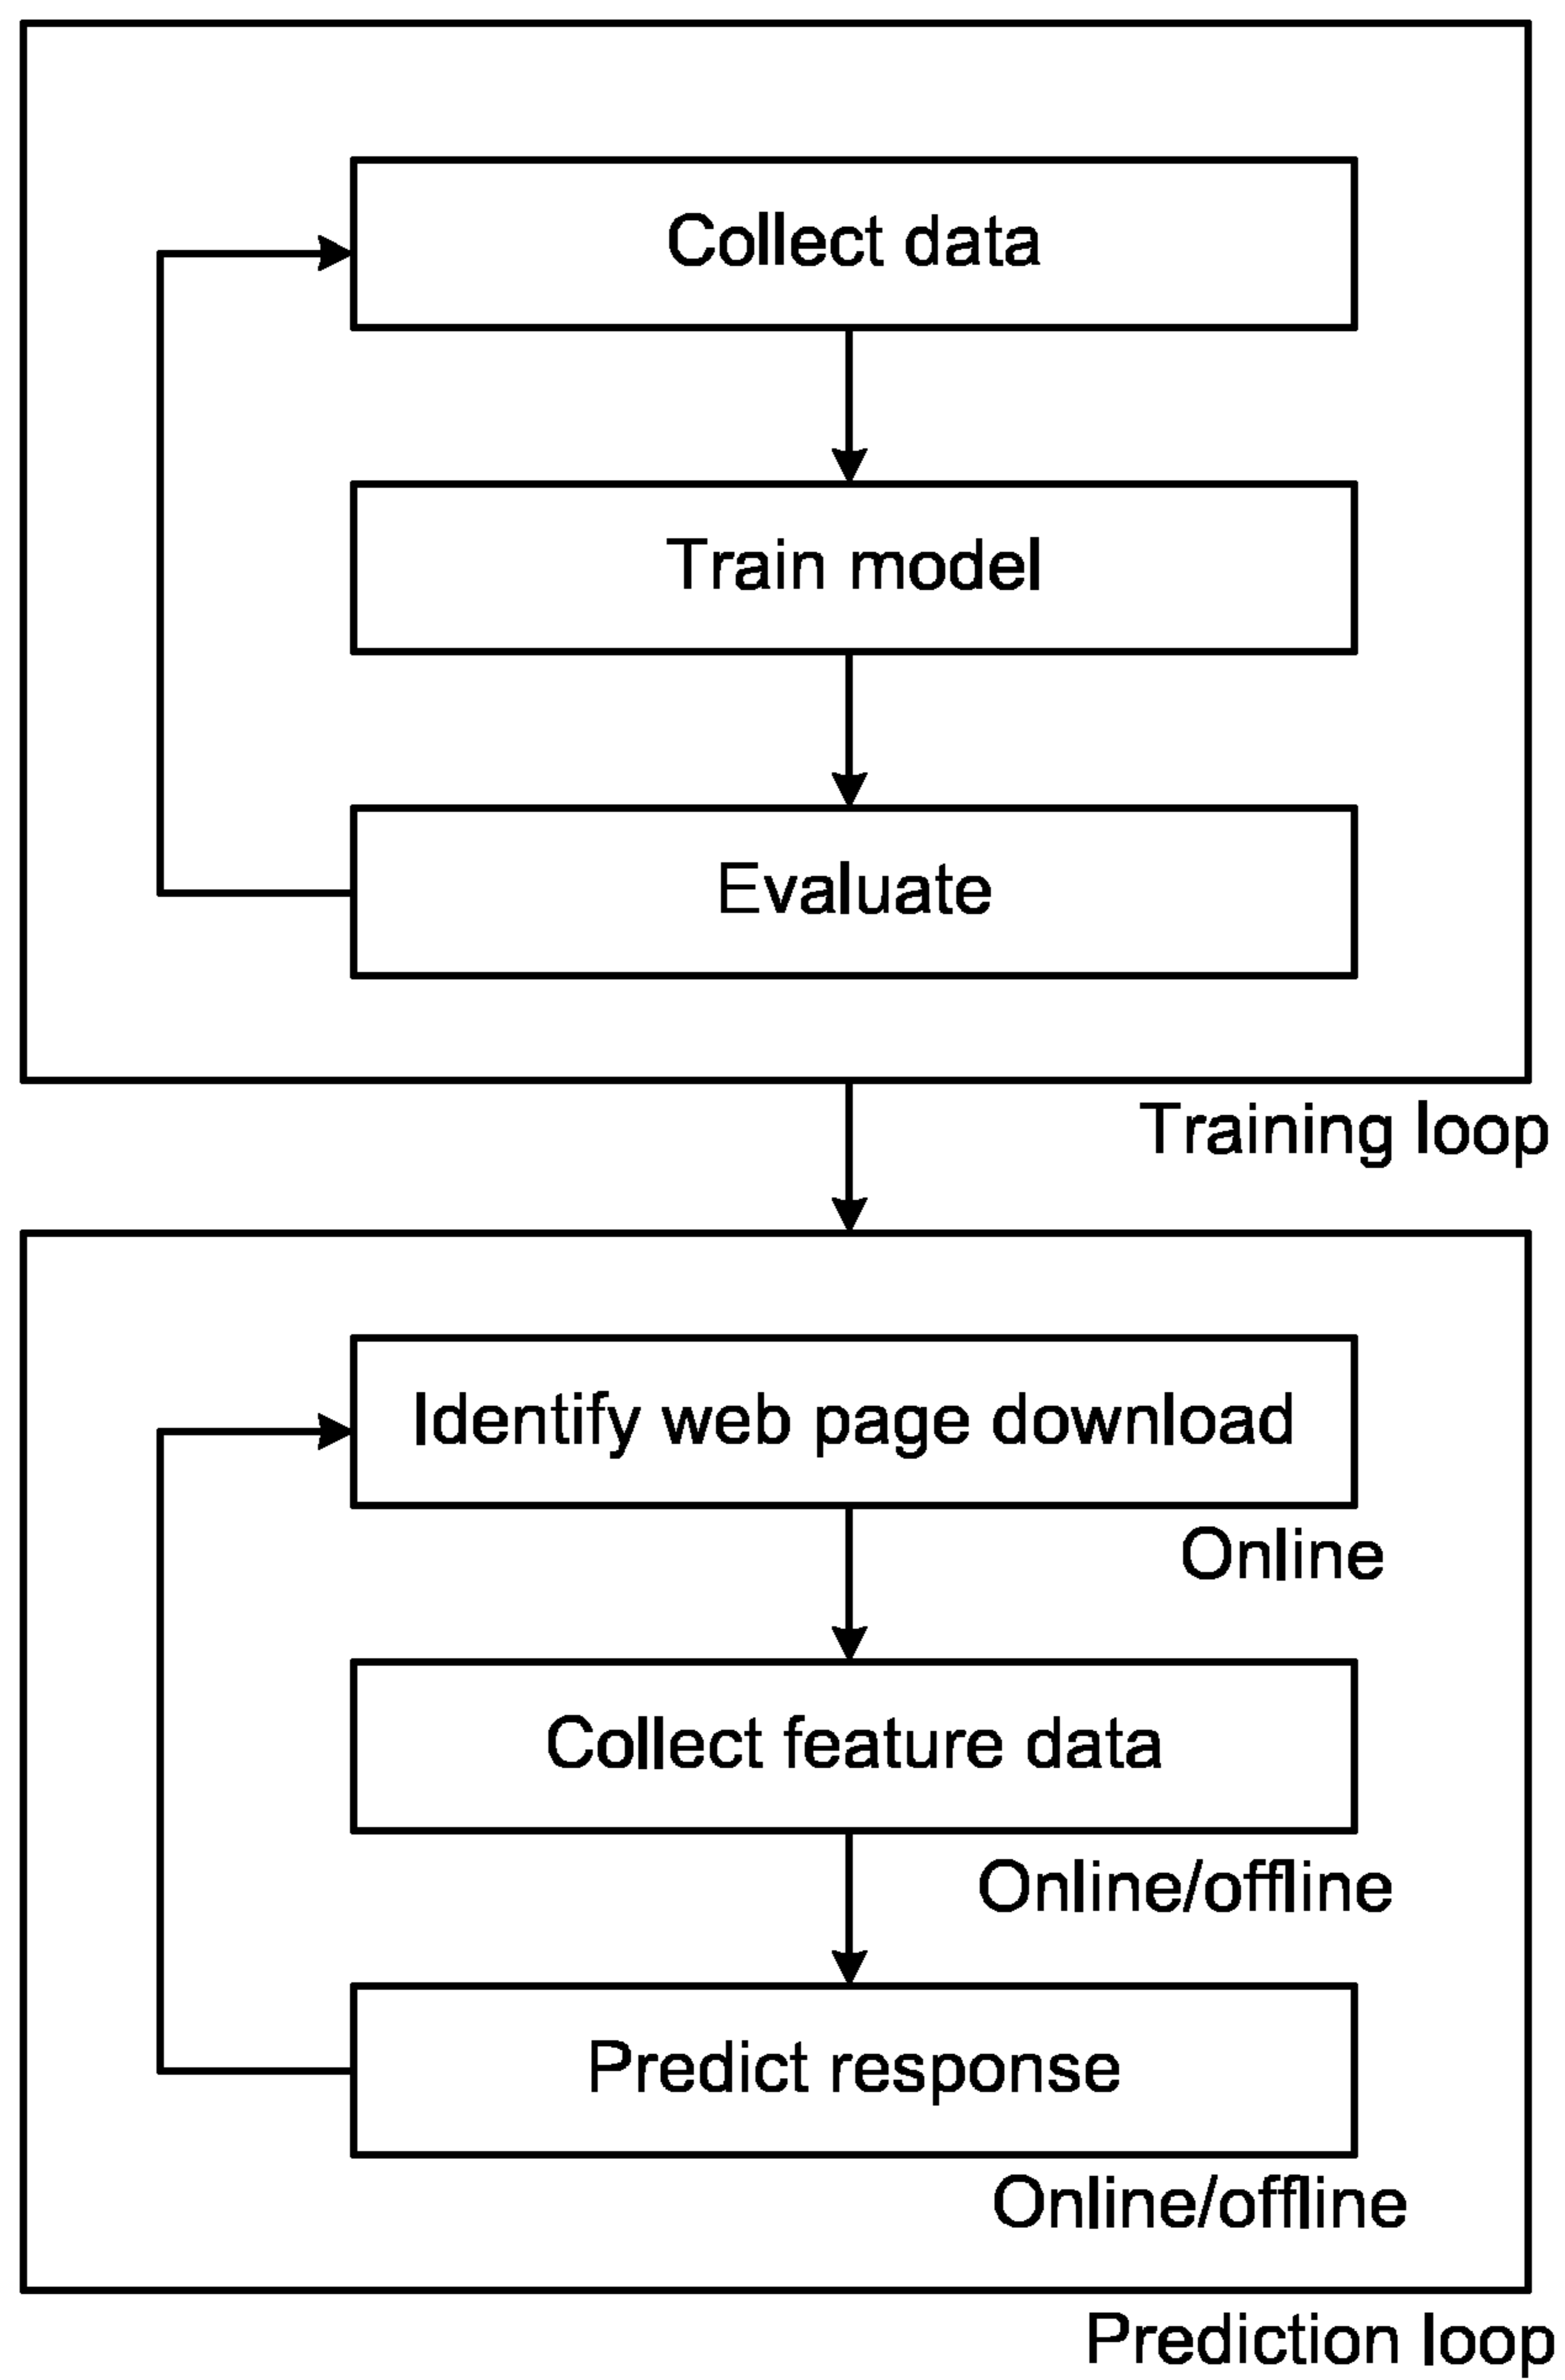 Collect data
Train model
Evaluate
Training loop
Identify web page download
Online
Collect feature data
Online/offline
Predict response
Online/offline
Prediction loop